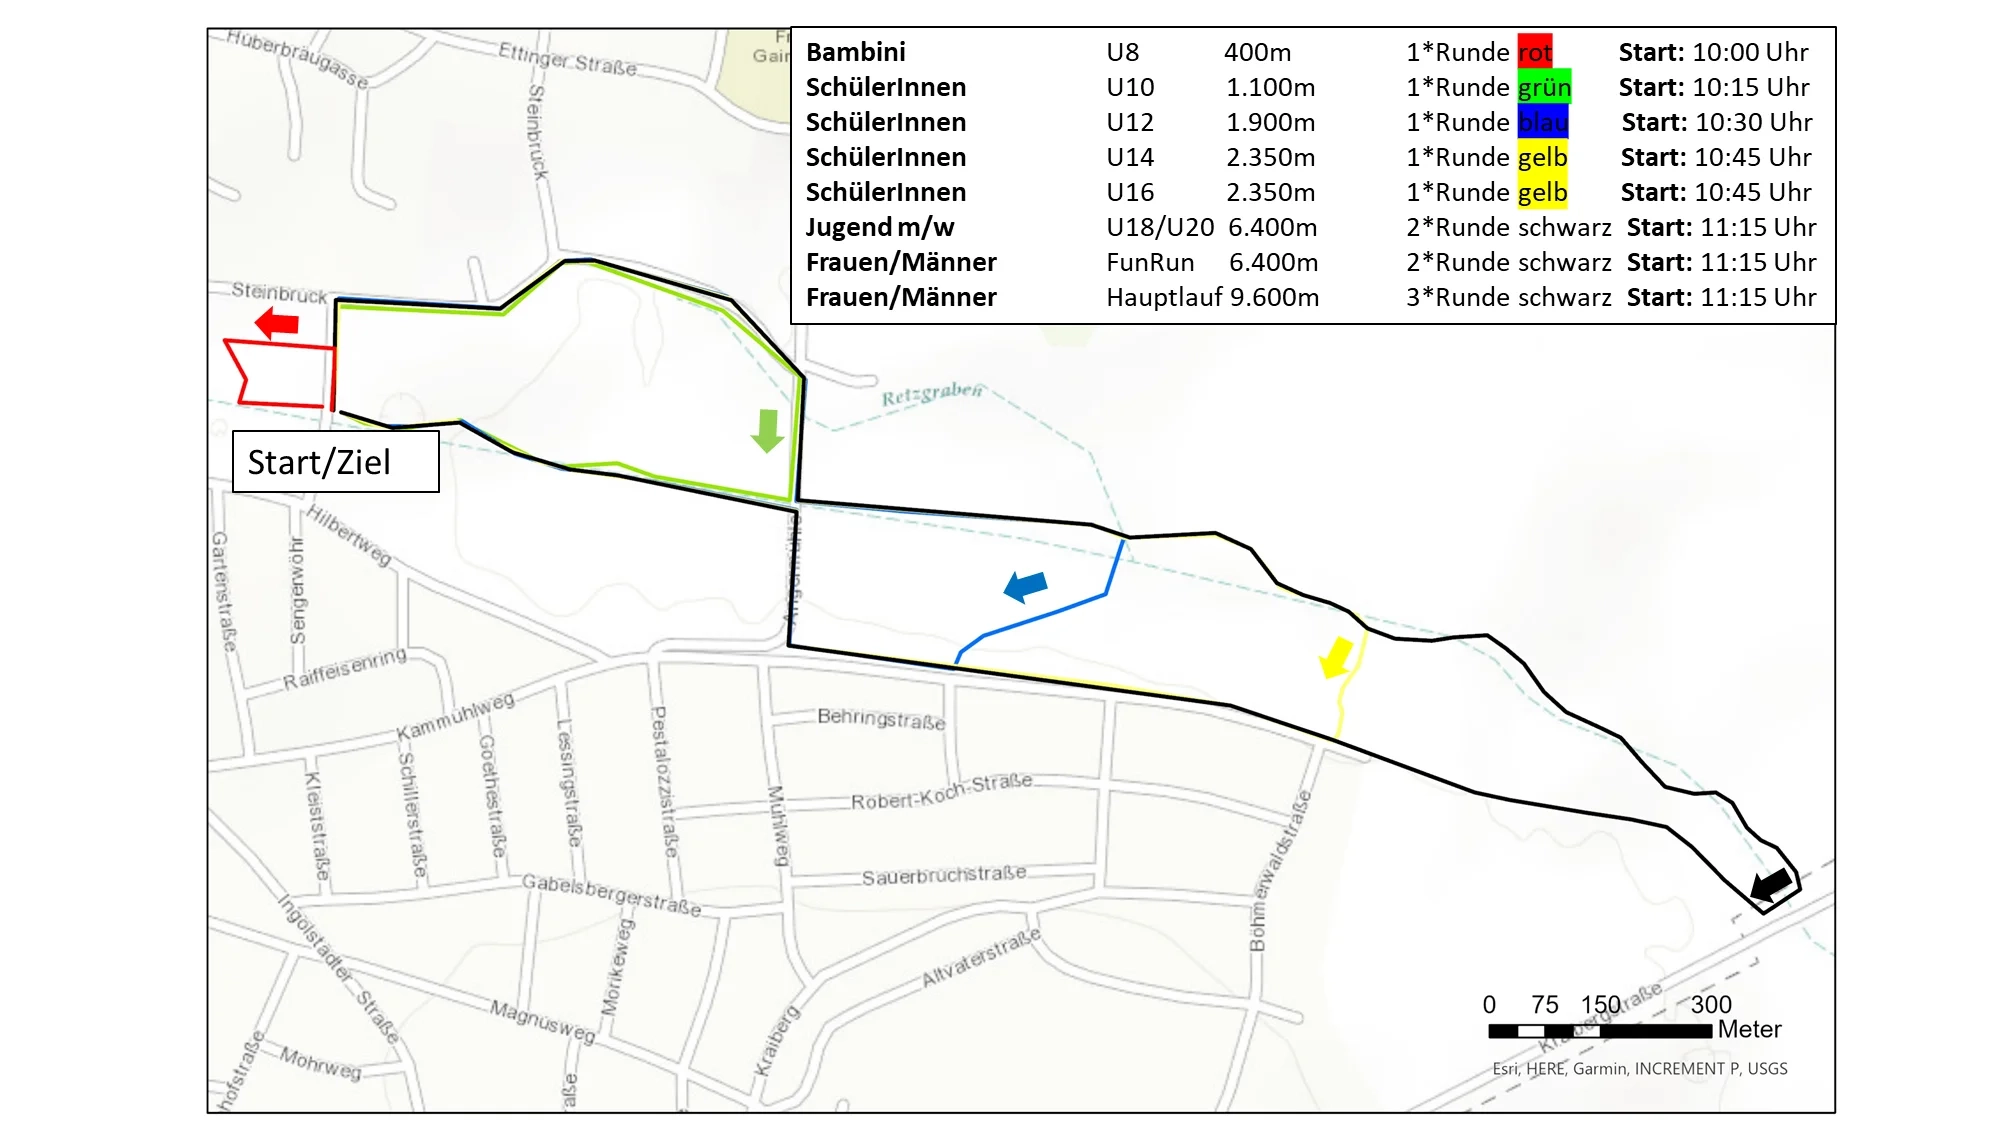 Bambini U8 400m 1*Runde rot Start: 10:00 Uhr
SchülerInnen U10 1.100m 1*Runde grün Start: 10:15 Uhr
SchülerInnen U12 1.900m 1*Runde blau Start: 10:30 Uhr
SchülerInnen U14 2.350m 1*Runde gelb Start: 10:45 Uhr
SchülerInnen U16 2.350m 1*Runde gelb Start: 10:45 Uhr
Jugend m/w U18/U20 6.400m 2*Runde schwarz Start: 11:15 Uhr
Frauen/Männer FunRun 6.400m 2*Runde schwarz Start: 11:15 Uhr
Frauen/Männer Hauptlauf 9.600m 3*Runde schwarz Start: 11:15 Uhr
Huberbräugasse
Ettinger Straße
Steinbruck
Steinbruck
Retzgraben
Start/Ziel
Hilbertweg
Gartenstraße
Sengerwöhr
Raiffeisenring
Kammühlweg
Behringstraße
Robert-Koch-Straße
Sauerbruchstraße
Kleiststraße
Schillerstraße
Goethestraße
Lessingstraße
Pestalozzistraße
Mühlweg
Gabelsbergerstraße
Böhmerwaldstraße
Altvaterstraße
Ingolstädter Straße
Mörikeweg
Magnusweg
Mohrweg
hofstraße
aße
Kraiberg
0 75 150 300
Meter
Esri, HERE, Garmin, INCREMENT P, USGS